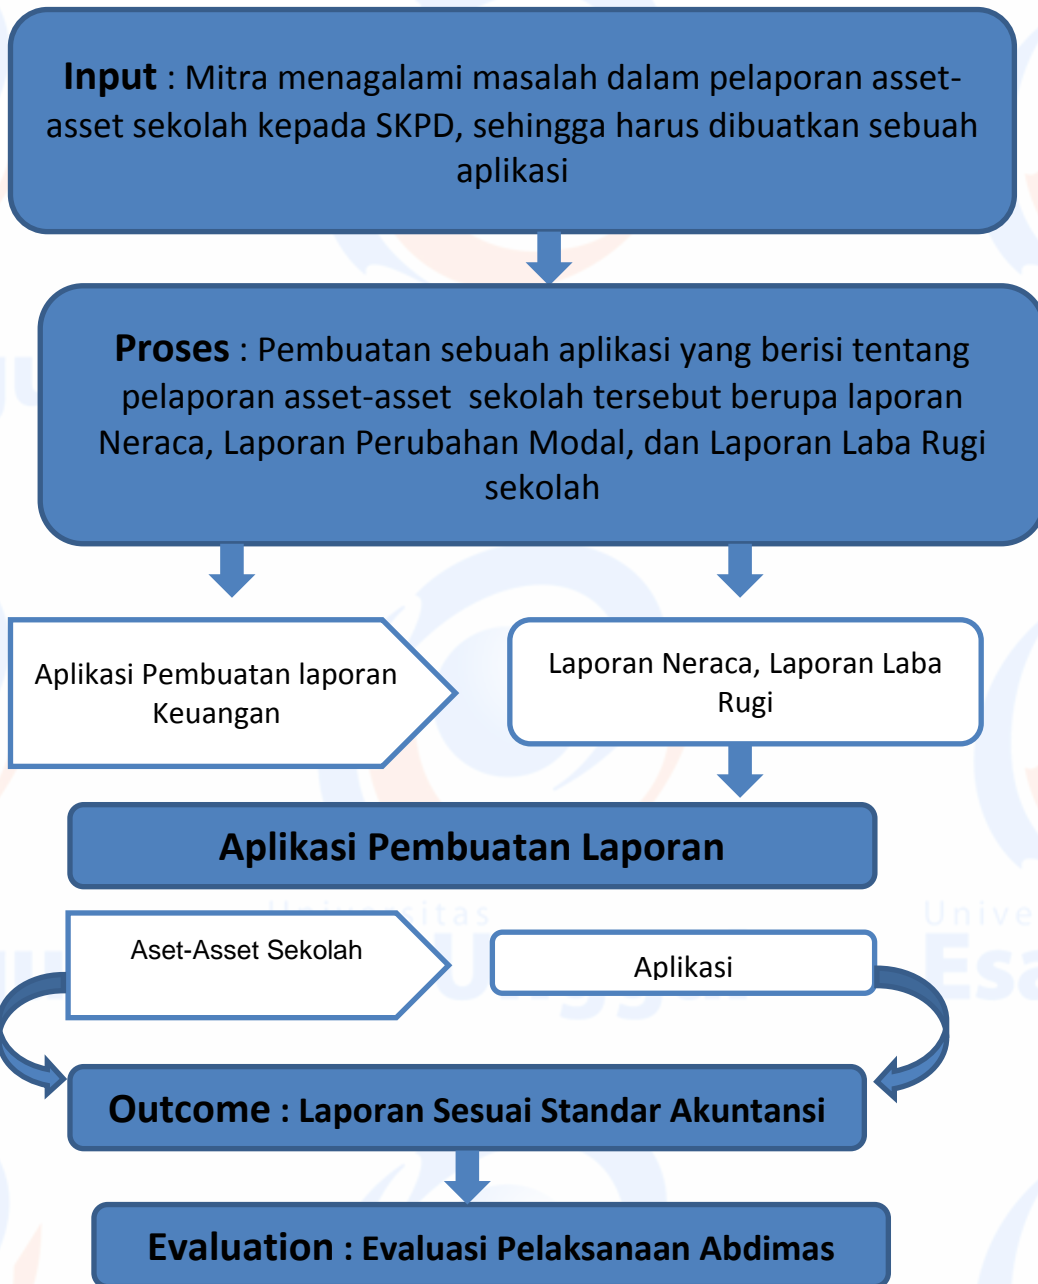 Input : Mitra menagalami masalah dalam pelaporan asset-
asset sekolah kepada SKPD, sehingga harus dibuatkan sebuah
aplikasi
Proses : Pembuatan sebuah aplikasi yang berisi tentang
pelaporan asset-asset sekolah tersebut berupa laporan
Neraca, Laporan Perubahan Modal, dan Laporan Laba Rugi
sekolah
Aplikasi Pembuatan laporan
Keuangan
Laporan Neraca, Laporan Laba
Rugi
Aplikasi Pembuatan Laporan
Aset-Asset Sekolah
Aplikasi
Outcome : Laporan Sesuai Standar Akuntansi
Evaluation : Evaluasi Pelaksanaan Abdimas